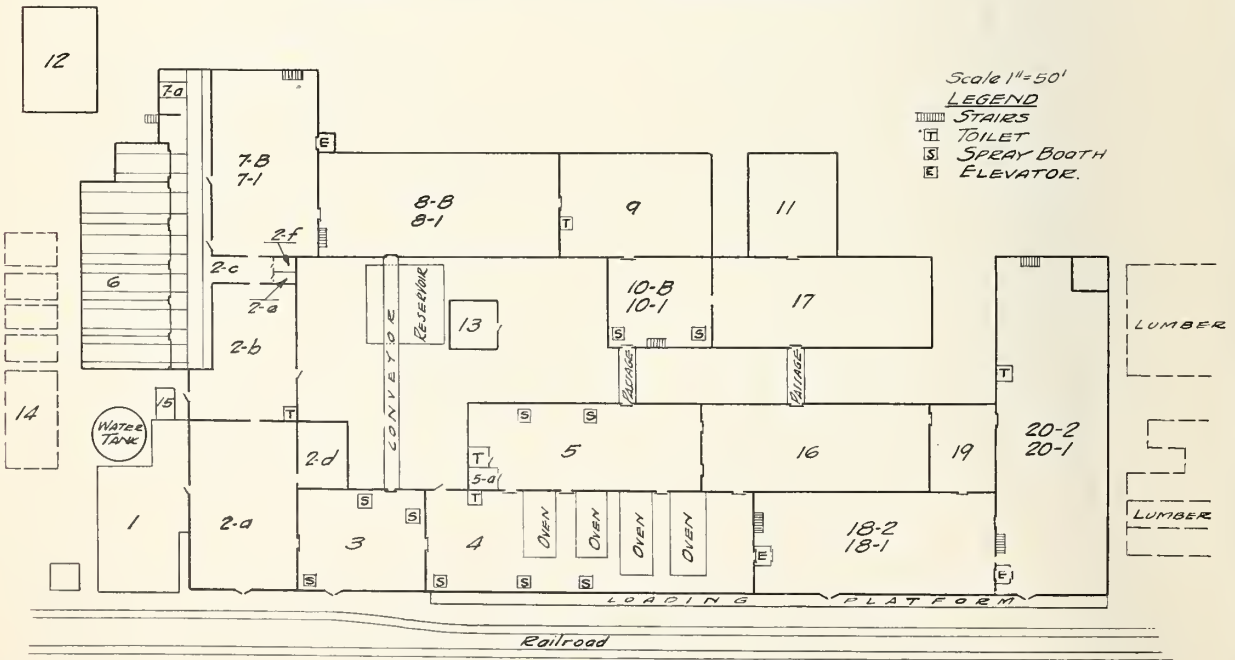 12
Scale 1"=50'
LEGEND
STAIRS
T TOILET
S SPRAY BOOTH
E ELEVATOR.
7-a
7-B
7-1
E
8-B
8-1
T
9
11
2-f
2-c
2-e
6
CONVEYOR
RESERVOIR
13
10-B
10-1
S
S
17
LUMBER
2-b
PASSAGE
PASSAGE
T
14
15
WATER
TANK
T
2-d
S
S
T
5-a
5
16
19
20-2
20-1
1
2-a
S
S
3
S
T
4
OVEN
OVEN
OVEN
OVEN
S
S
S
E
18-2
18-1
E
LUMBER
LOADING PLATFORM
Railroad